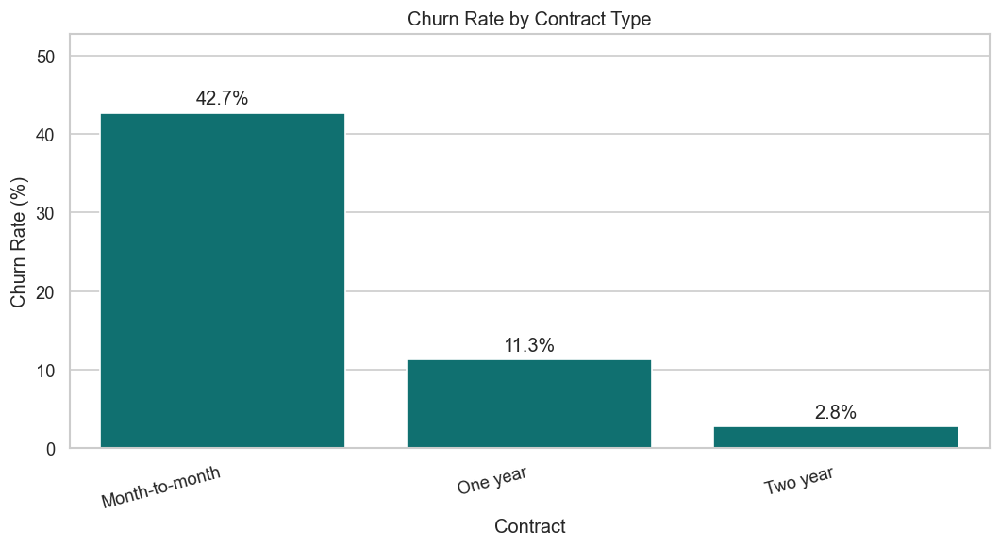 Churn Rate by Contract Type
Churn Rate (%)
50
40
30
20
10
0
42.7%
11.3%
2.8%
Month-to-month
One year
Two year
Contract